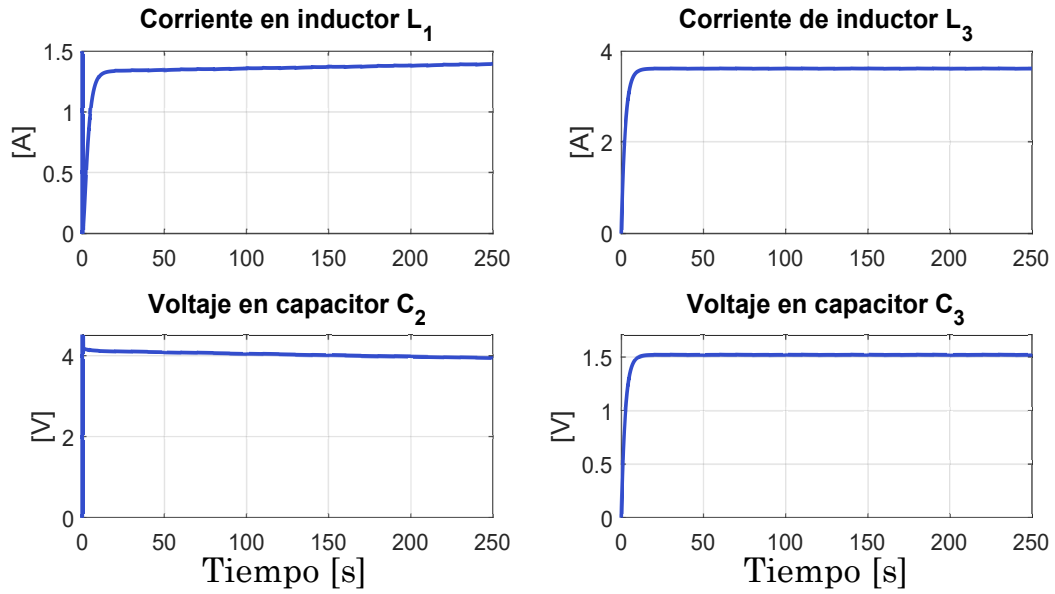 Corriente en inductor L1
[A]
1.5
1
0.5
0
0 50 100 150 200 250
Corriente de inductor L3
[A]
4
2
0
0 50 100 150 200 250
Voltaje en capacitor C2
[V]
4
2
0
0 50 100 150 200 250
Tiempo [s]
Voltaje en capacitor C3
[V]
1.5
1
0.5
0
0 50 100 150 200 250
Tiempo [s]